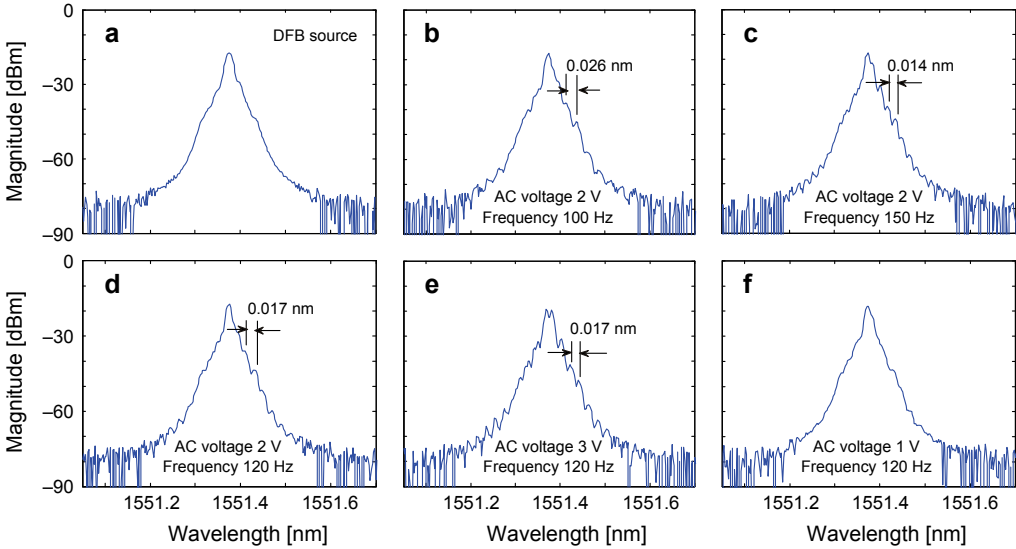 a
DFB source
b
0.026 nm
AC voltage 2 V
Frequency 100 Hz
c
0.014 nm
AC voltage 2 V
Frequency 150 Hz
0
–30
–60
–90
Magnitude [dBm]
d
0.017 nm
AC voltage 2 V
Frequency 120 Hz
e
0.017 nm
AC voltage 3 V
Frequency 120 Hz
f
AC voltage 1 V
Frequency 120 Hz
0
–30
–60
–90
Magnitude [dBm]
1551.2 1551.4 1551.6
1551.2 1551.4 1551.6
1551.2 1551.4 1551.6
Wavelength [nm]
Wavelength [nm]
Wavelength [nm]